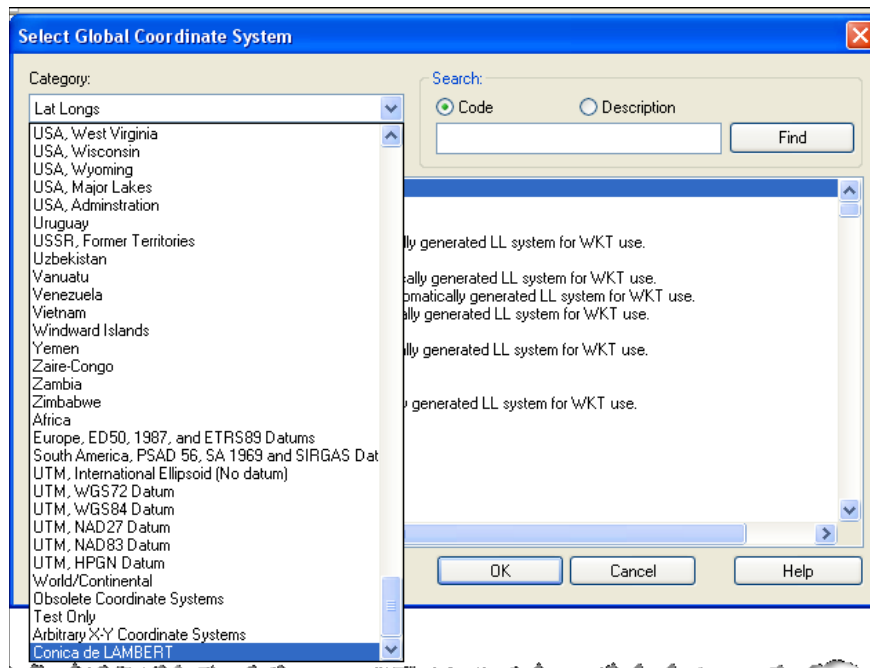 Select Global Coordinate System
Category:
Lat Longs
Search:
Code
Description
Find
USA, West Virginia
USA, Wisconsin
USA, Wyoming
USA, Major Lakes
USA, Adminstration
Uruguay
USSR, Former Territories
Uzbekistan
Vanuatu
Venezuela
Vietnam
Windward Islands
Yemen
Zaire-Congo
Zambia
Zimbabwe
Africa
Europe, ED50, 1987, and ETRS89 Datums
South America, PSAD 56, SA 1969 and SIRGAS Dat
UTM, International Ellipsoid (No datum)
UTM, WGS72 Datum
UTM, WGS84 Datum
UTM, NAD27 Datum
UTM, NAD83 Datum
UTM, HPGN Datum
World/Continental
Obsolete Coordinate Systems
Test Only
Arbitrary X-Y Coordinate Systems
Conica de LAMBERT
lly generated LL system for WKT use.
cally generated LL system for WKT use.
omatically generated LL system for WKT use.
ally generated LL system for WKT use.
lly generated LL system for WKT use.
generated LL system for WKT use.
OK
Cancel
Help